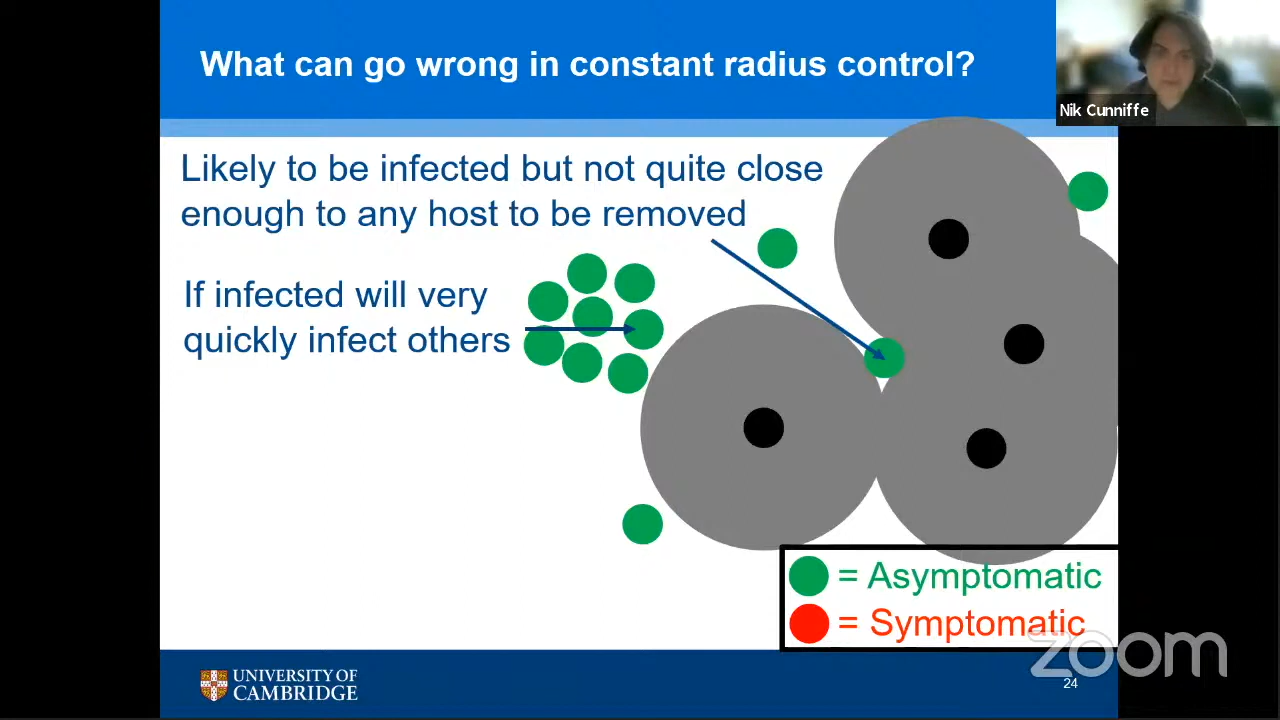 What can go wrong in constant radius control?
Nik Cunniffe
Likely to be infected but not quite close
enough to any host to be removed
If infected will very
quickly infect others
= Asymptomatic
= Symptomatic
zoom
UNIVERSITY OF
CAMBRIDGE
24